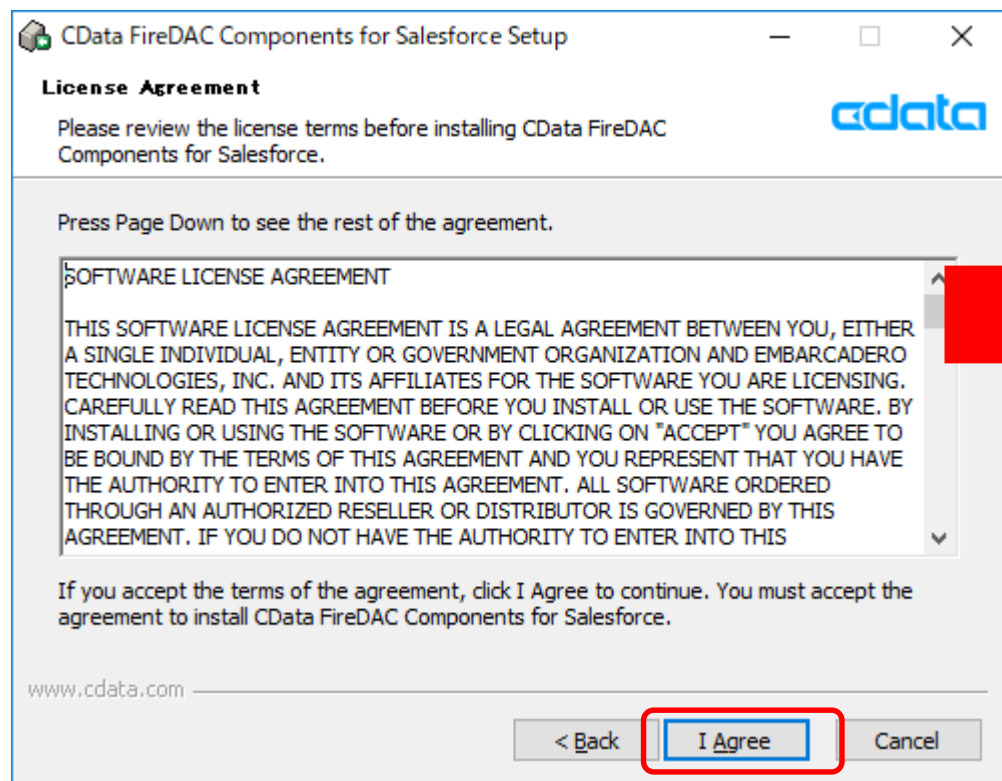 CData FireDAC Components for Salesforce Setup
License Agreement
Please review the license terms before installing CData FireDAC
Components for Salesforce.
cdata
Press Page Down to see the rest of the agreement.
SOFTWARE LICENSE AGREEMENT
THIS SOFTWARE LICENSE AGREEMENT IS A LEGAL AGREEMENT BETWEEN YOU, EITHER
A SINGLE INDIVIDUAL, ENTITY OR GOVERNMENT ORGANIZATION AND EMBARCADERO
TECHNOLOGIES, INC. AND ITS AFFILIATES FOR THE SOFTWARE YOU ARE LICENSING.
CAREFULLY READ THIS AGREEMENT BEFORE YOU INSTALL OR USE THE SOFTWARE. BY
INSTALLING OR USING THE SOFTWARE OR BY CLICKING ON "ACCEPT" YOU AGREE TO
BE BOUND BY THE TERMS OF THIS AGREEMENT AND YOU REPRESENT THAT YOU HAVE
THE AUTHORITY TO ENTER INTO THIS AGREEMENT. ALL SOFTWARE ORDERED
THROUGH AN AUTHORIZED RESELLER OR DISTRIBUTOR IS GOVERNED BY THIS
AGREEMENT. IF YOU DO NOT HAVE THE AUTHORITY TO ENTER INTO THIS
If you accept the terms of the agreement, click I Agree to continue. You must accept the
agreement to install CData FireDAC Components for Salesforce.
www.cdata.com
< Back I Agree Cancel